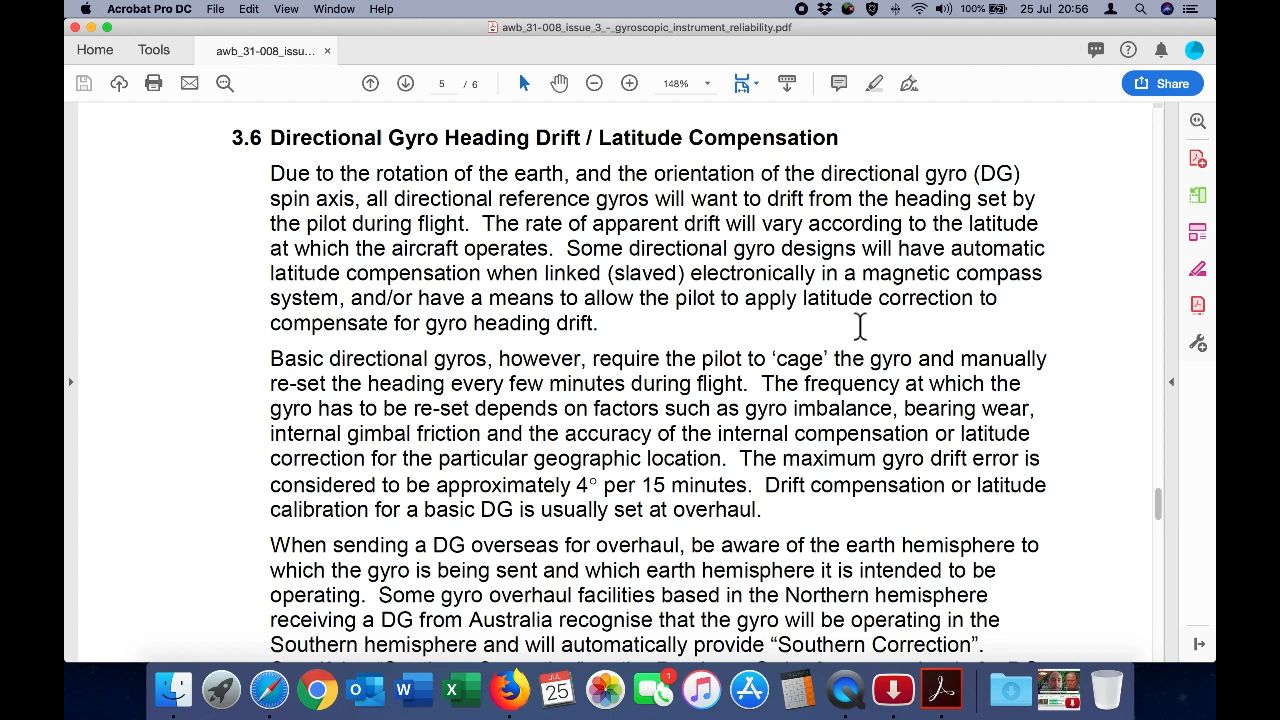 Acrobat Pro DC File Edit View Window Help 100% 25 Jul 20:56
awb_31-008_issue_3_-_gyroscopic_instrument_reliability.pdf
Home Tools awb_31-008_issu... ×
5 / 6 148% Share
3.6 Directional Gyro Heading Drift / Latitude Compensation
Due to the rotation of the earth, and the orientation of the directional gyro (DG)
spin axis, all directional reference gyros will want to drift from the heading set by
the pilot during flight. The rate of apparent drift will vary according to the latitude
at which the aircraft operates. Some directional gyro designs will have automatic
latitude compensation when linked (slaved) electronically in a magnetic compass
system, and/or have a means to allow the pilot to apply latitude correction to
compensate for gyro heading drift.
Basic directional gyros, however, require the pilot to ‘cage’ the gyro and manually
re-set the heading every few minutes during flight. The frequency at which the
gyro has to be re-set depends on factors such as gyro imbalance, bearing wear,
internal gimbal friction and the accuracy of the internal compensation or latitude
correction for the particular geographic location. The maximum gyro drift error is
considered to be approximately 4° per 15 minutes. Drift compensation or latitude
calibration for a basic DG is usually set at overhaul.
When sending a DG overseas for overhaul, be aware of the earth hemisphere to
which the gyro is being sent and which earth hemisphere it is intended to be
operating. Some gyro overhaul facilities based in the Northern hemisphere
receiving a DG from Australia recognise that the gyro will be operating in the
Southern hemisphere and will automatically provide “Southern Correction”.
JUL
25
1